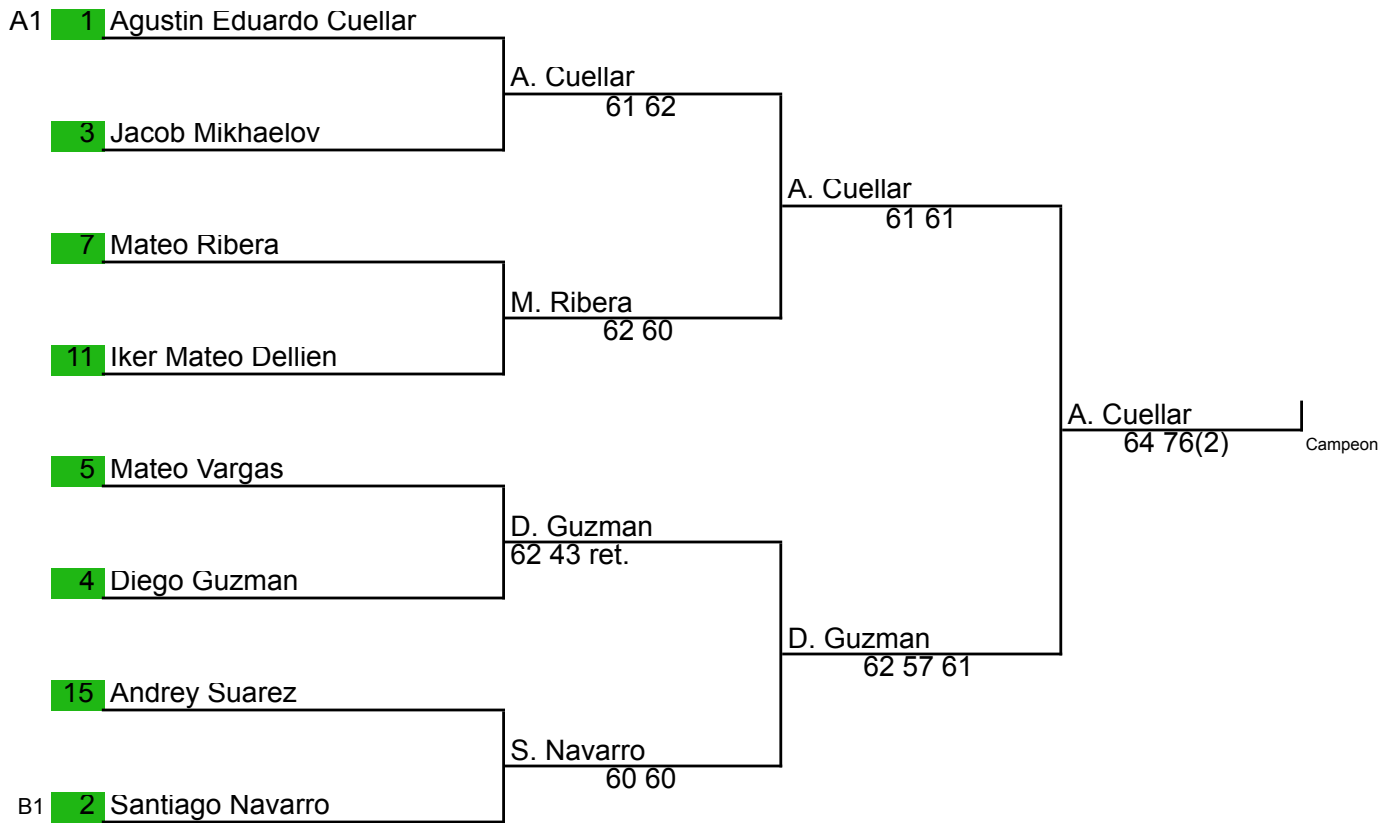 A1 1 Agustin Eduardo Cuellar
A. Cuellar
61 62
3 Jacob Mikhaelov
A. Cuellar
61 61
7 Mateo Ribera
M. Ribera
62 60
11 Iker Mateo Dellien
A. Cuellar
64 76(2)
Campeon
5 Mateo Vargas
D. Guzman
62 43 ret.
4 Diego Guzman
D. Guzman
62 57 61
15 Andrey Suarez
S. Navarro
60 60
B1 2 Santiago Navarro